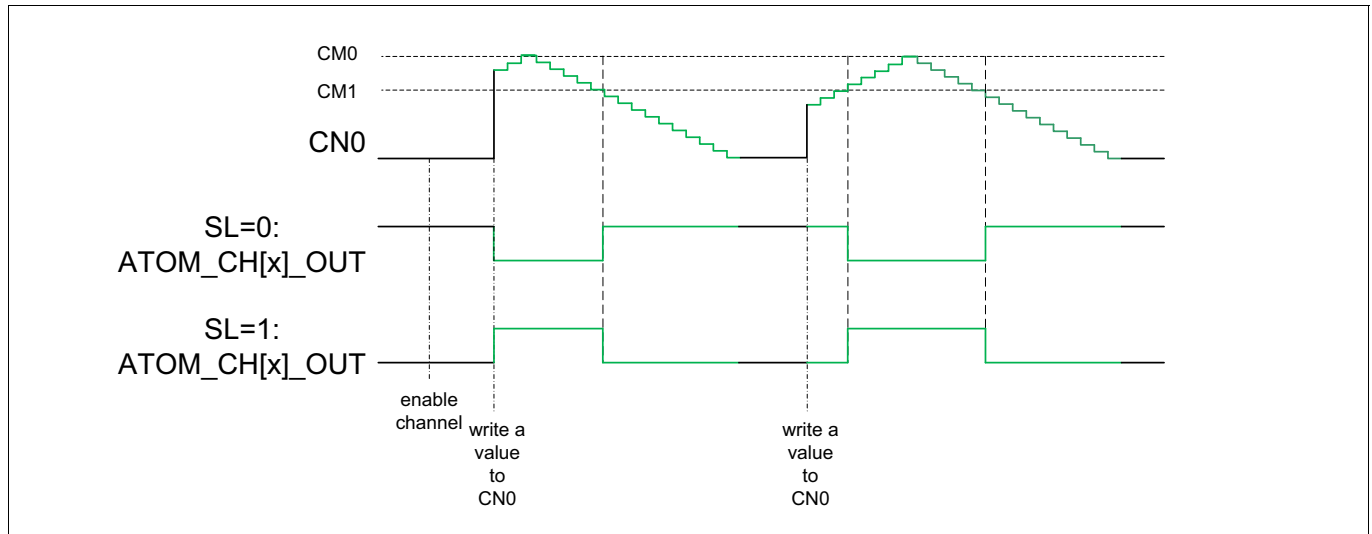 CM0
CM1
CN0
SL=0:
ATOM_CH[x]_OUT
SL=1:
ATOM_CH[x]_OUT
enable
channel
write a
value
to
CN0
write a
value
to
CN0